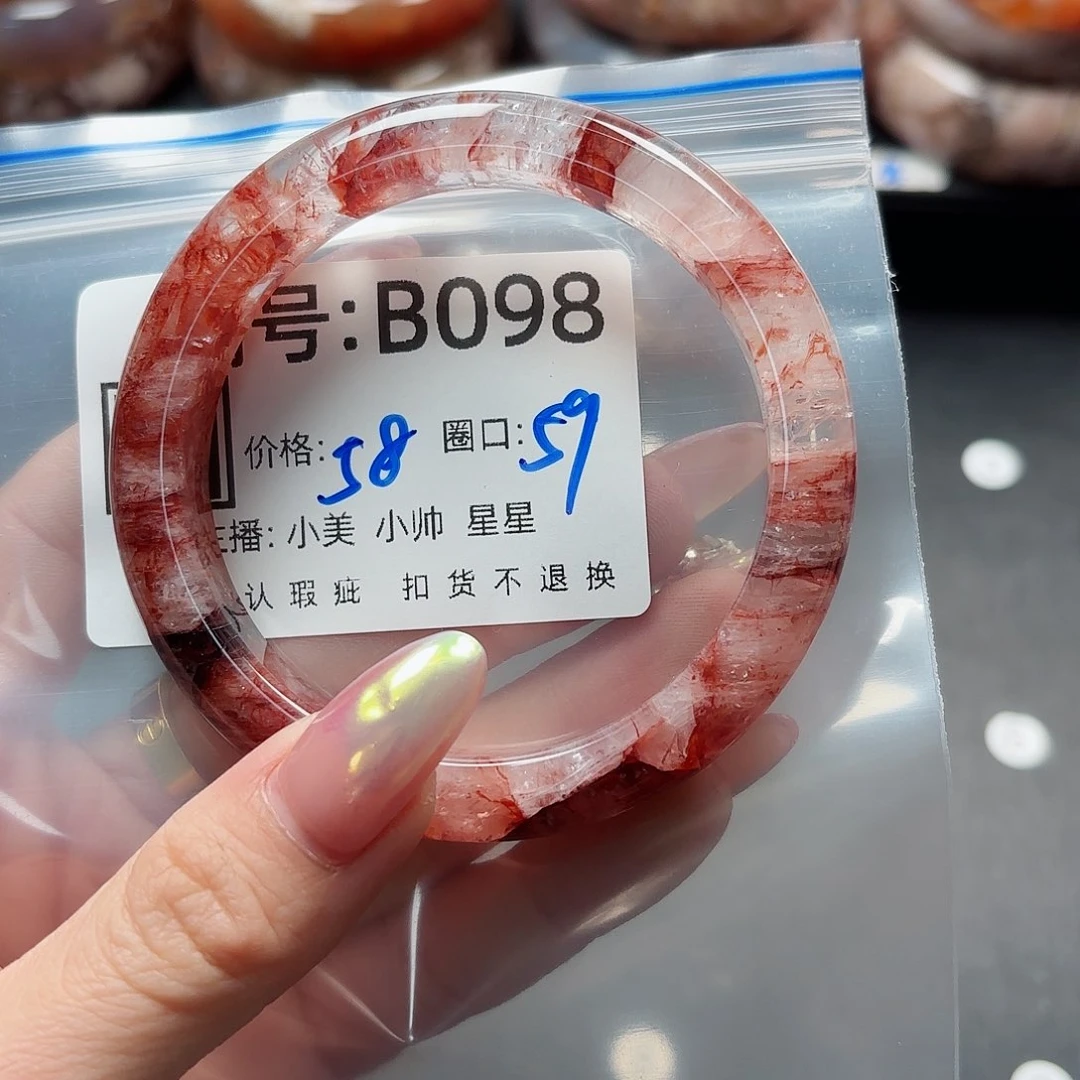 号:B098
价格:58 圈口:59
播: 小美 小帅 星星
认瑕疵 扣货不退换